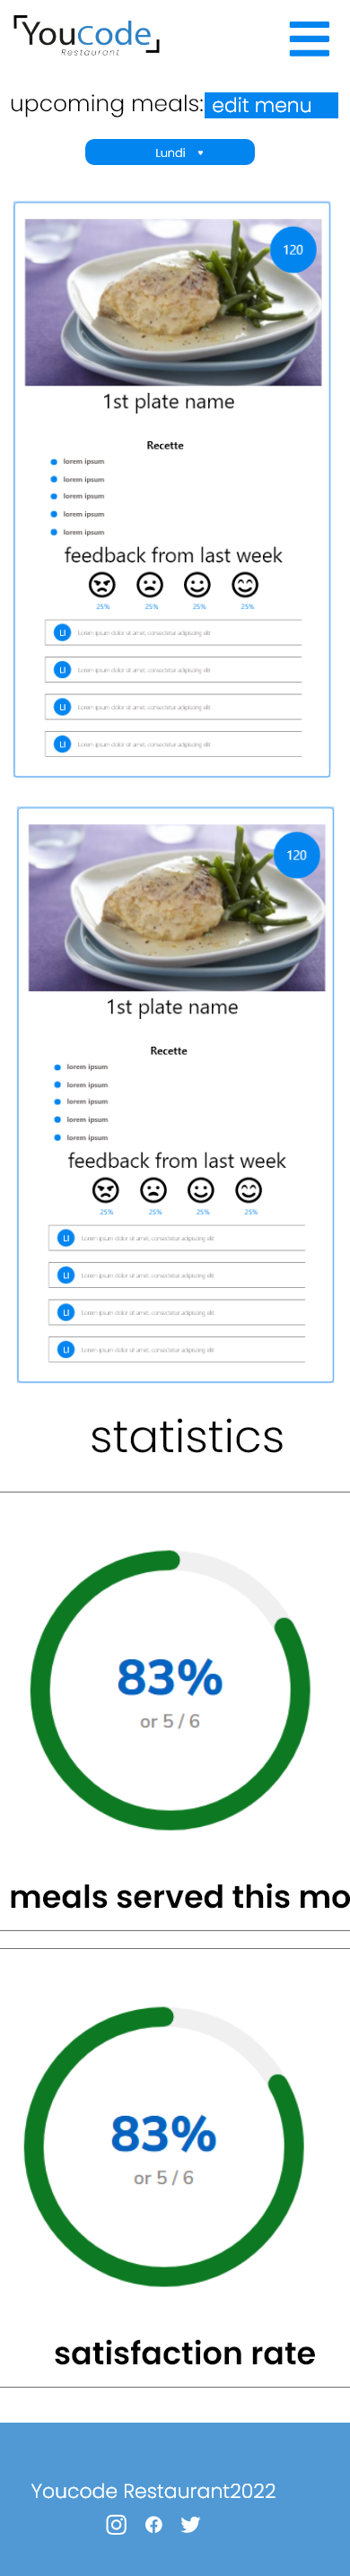 YouCode
Restaurant
upcoming meals: edit menu
Lundi
120
1st plate name
Recette
lorem ipsum
lorem ipsum
lorem ipsum
lorem ipsum
lorem ipsum
feedback from last week
25% 25% 25% 25%
LI Lorem ipsum dolor sit amet, consectetur adipiscing elit
LI Lorem ipsum dolor sit amet, consectetur adipiscing elit
LI Lorem ipsum dolor sit amet, consectetur adipiscing elit
LI Lorem ipsum dolor sit amet, consectetur adipiscing elit
120
1st plate name
Recette
lorem ipsum
lorem ipsum
lorem ipsum
lorem ipsum
lorem ipsum
feedback from last week
25% 25% 25% 25%
LI Lorem ipsum dolor sit amet, consectetur adipiscing elit
LI Lorem ipsum dolor sit amet, consectetur adipiscing elit
LI Lorem ipsum dolor sit amet, consectetur adipiscing elit
LI Lorem ipsum dolor sit amet, consectetur adipiscing elit
statistics
83%
or 5 / 6
meals served this mo
83%
or 5 / 6
satisfaction rate
Youcode Restaurant2022